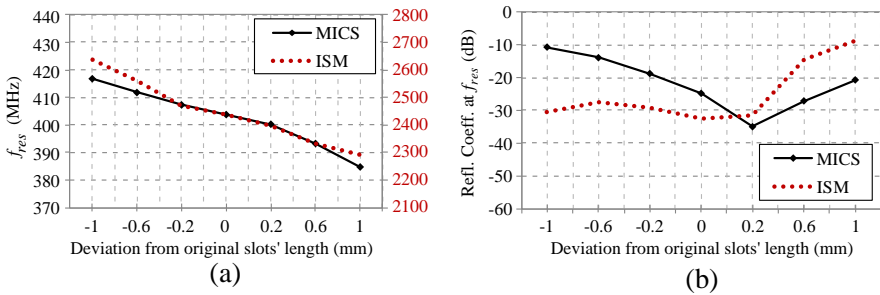 440
430
420
410
400
390
380
370
f_res (MHz)
2800
2700
2600
2500
2400
2300
2200
2100
MICS
ISM
-1 -0.6 -0.2 0 0.2 0.6 1
Deviation from original slots' length (mm)
(a)
0
-10
-20
-30
-40
-50
-60
Refl. Coeff. at f_res (dB)
MICS
ISM
-1 -0.6 -0.2 0 0.2 0.6 1
Deviation from original slots' length (mm)
(b)